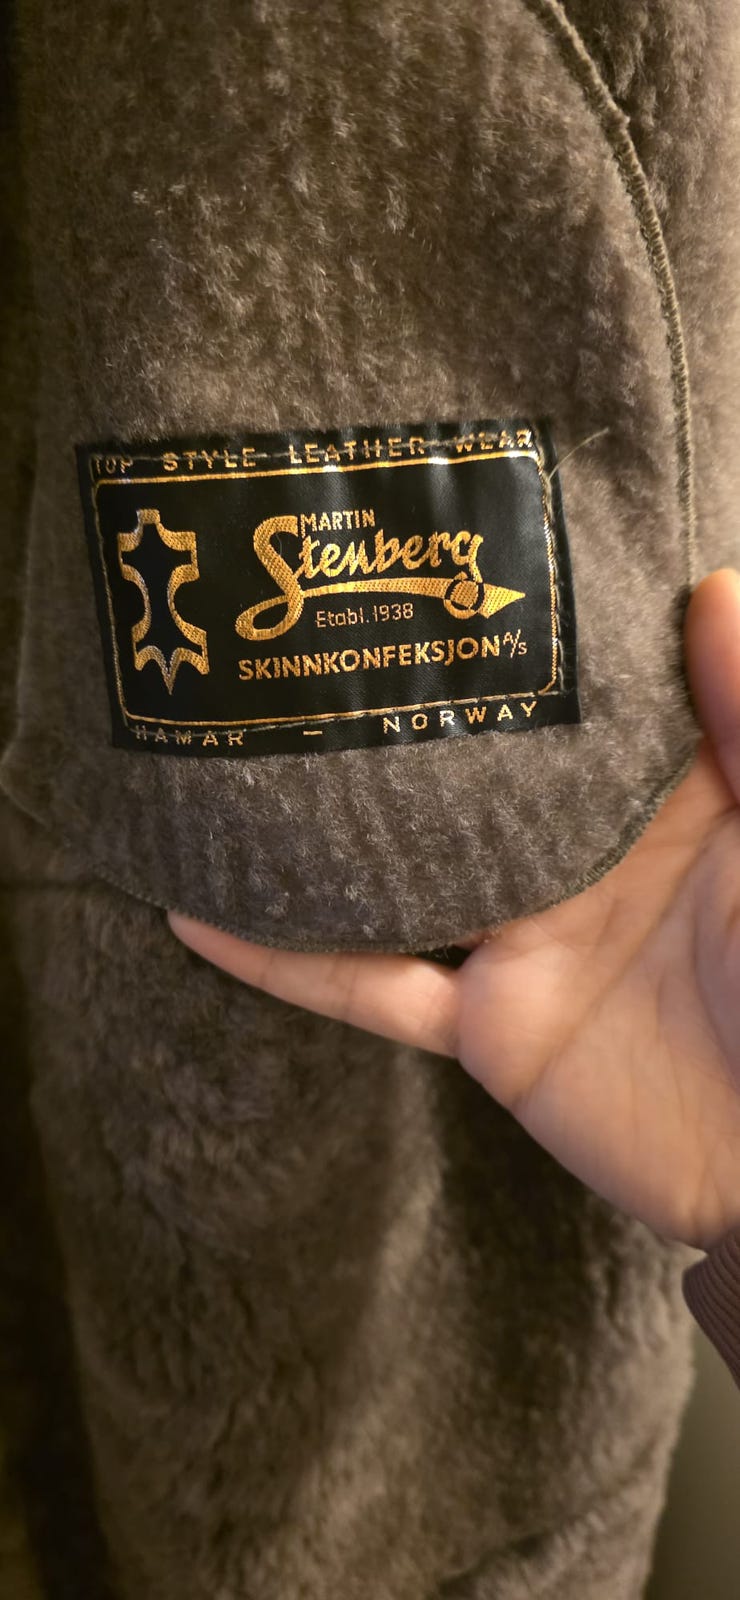 TOP STYLE LEATHER WEAR
MARTIN
Stenberg
Etabl. 1938
SKINNKONFEKSJON A/S
HAMAR — NORWAY